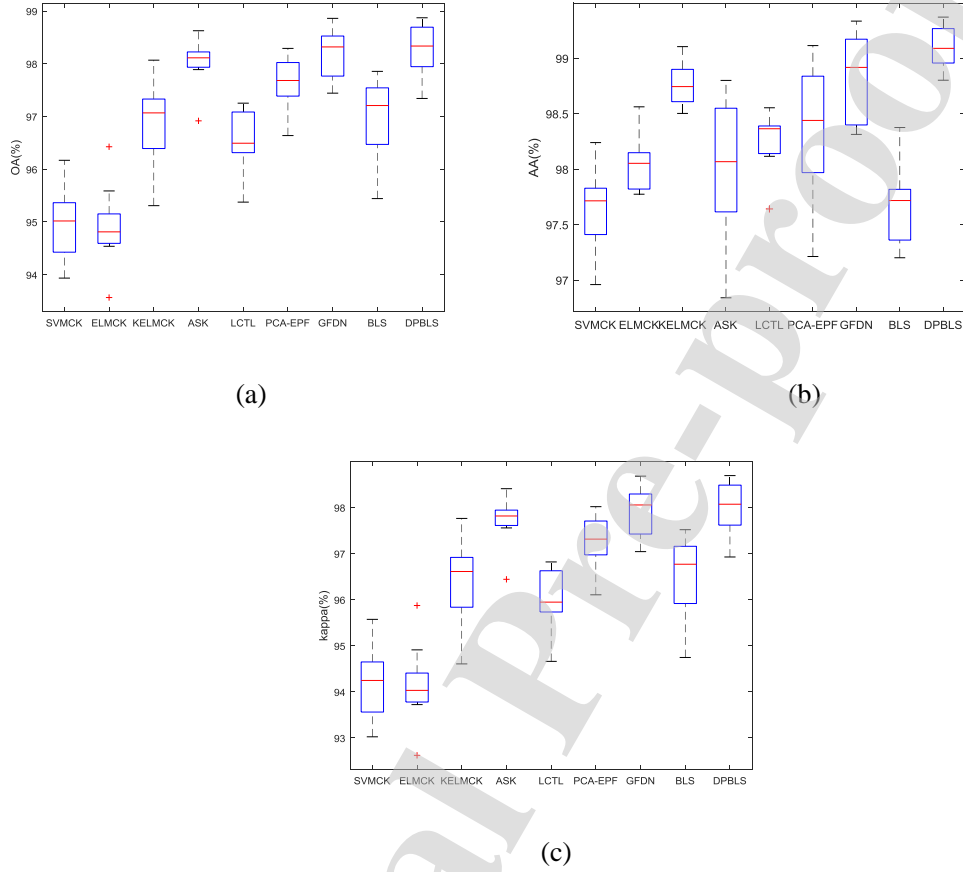 OA(%)
99
98
97
96
95
94
SVMCK ELMCK KELMCK ASK LCTL PCA-EPF GFDN BLS DPBLS
(a)
AA(%)
99
98.5
98
97.5
97
SVMCK ELMCK KELMCK ASK LCTL PCA-EPF GFDN BLS DPBLS
(b)
kappa(%)
98
97
96
95
94
93
SVMCK ELMCK KELMCK ASK LCTL PCA-EPF GFDN BLS DPBLS
(c)
al Pre-proo